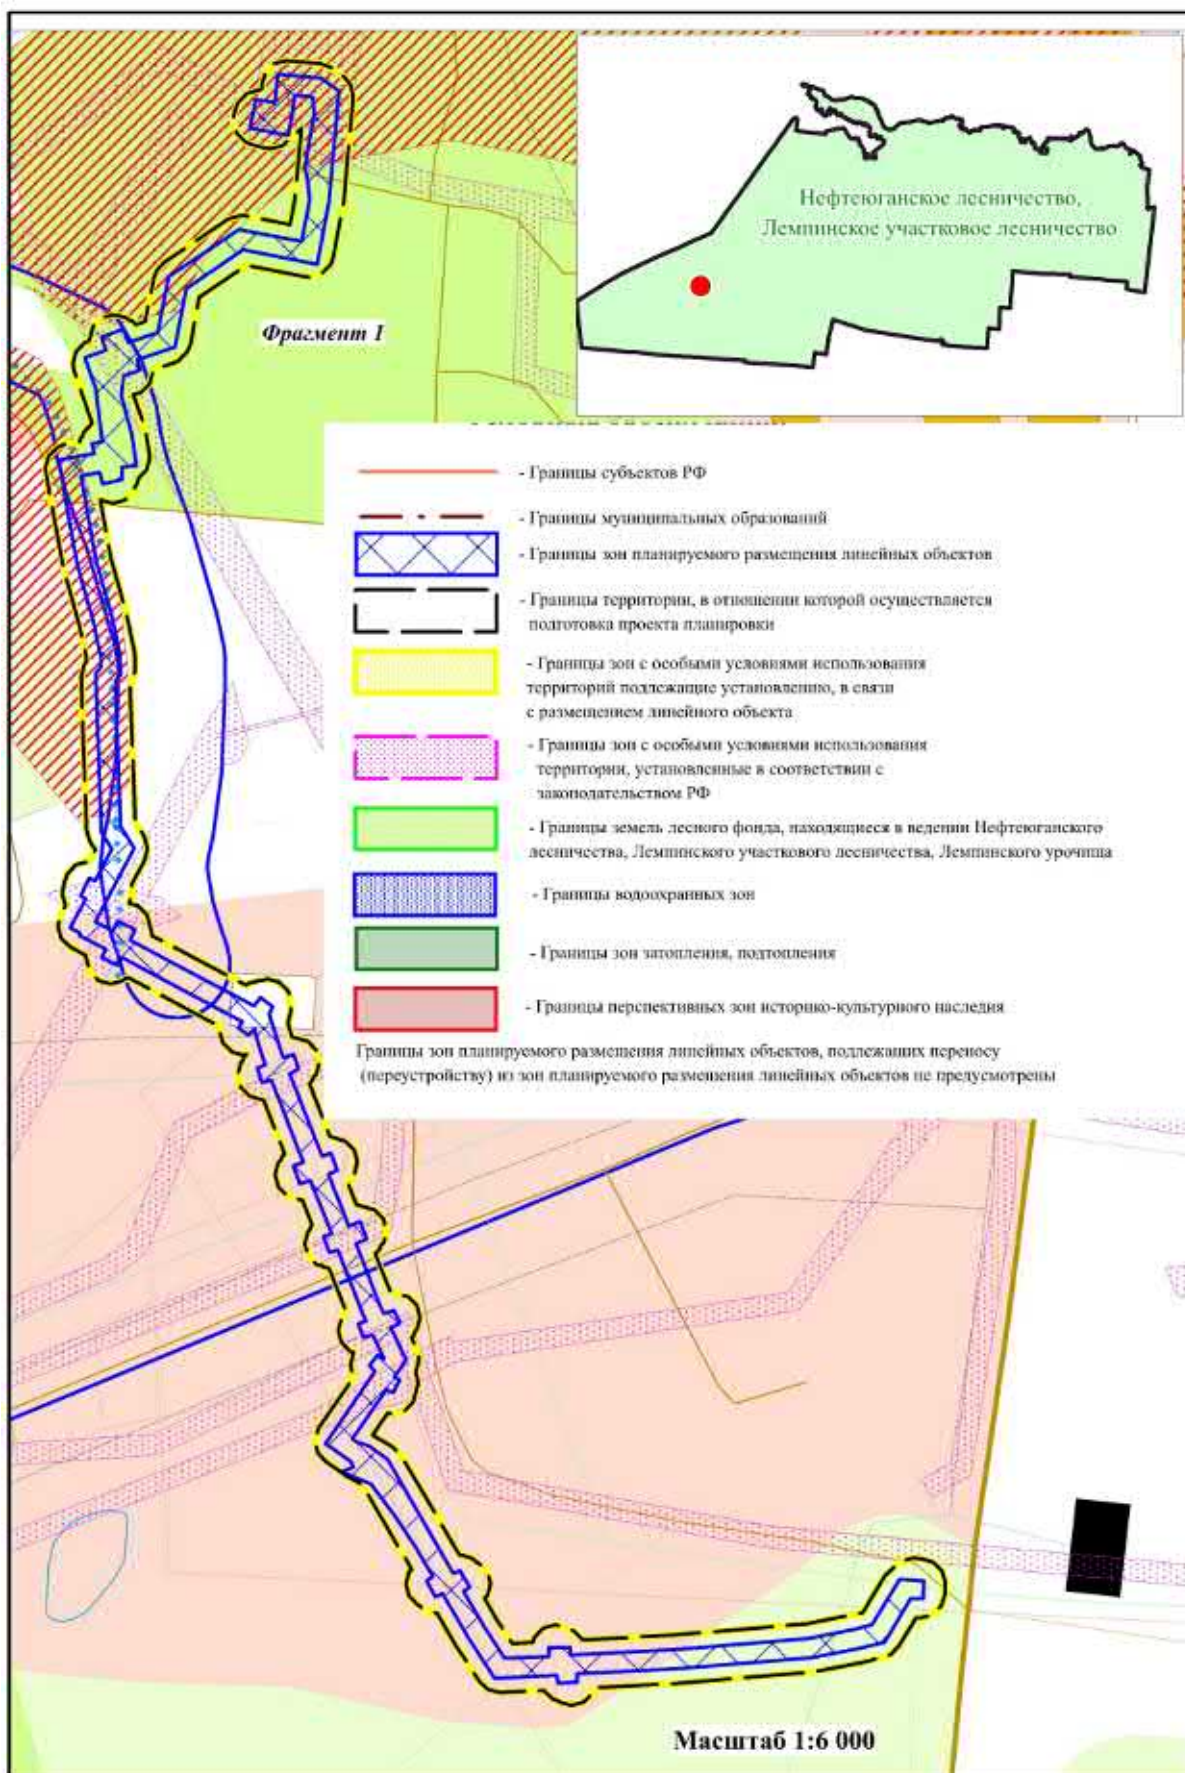 Нефтеюганское лесничество,
Лемпинское участковое лесничество
Фрагмент 1
- Границы субъектов РФ
- Границы муниципальных образований
- Границы зон планируемого размещения линейных объектов
- Границы территории, в отношении которой осуществляется
подготовка проекта планировки
- Границы зон с особыми условиями использования
территорий подлежащие установлению, в связи
с размещением линейного объекта
- Границы зон с особыми условиями использования
территории, установленные в соответствии с
законодательством РФ
- Границы земель лесного фонда, находящиеся в ведении Нефтеюганского
лесничества, Лемпинского участкового лесничества, Лемпинского урочища
- Границы водоохранных зон
- Границы зон затопления, подтопления
- Границы перспективных зон историко-культурного наследия
Границы зон планируемого размещения линейных объектов, подлежащих переносу
(переустройству) из зон планируемого размещения линейных объектов не предусмотрены
Масштаб 1:6 000